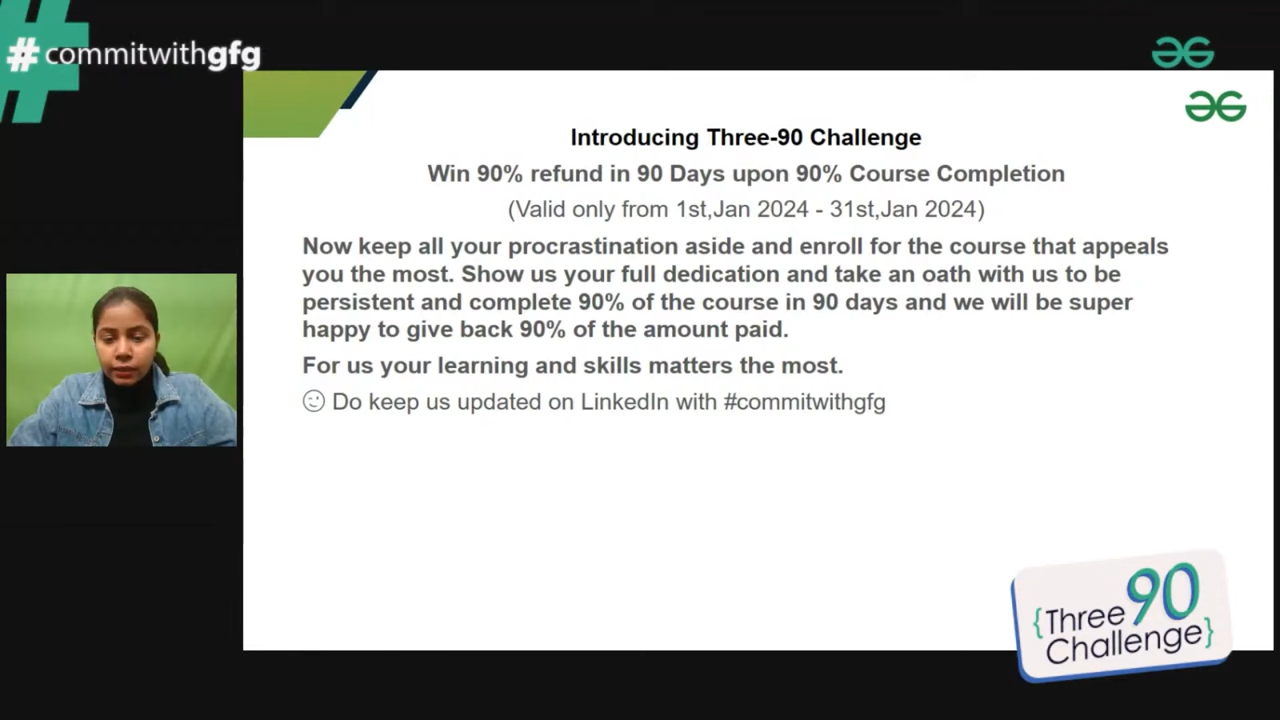 #commitwithgfg
Introducing Three-90 Challenge
Win 90% refund in 90 Days upon 90% Course Completion
(Valid only from 1st,Jan 2024 - 31st,Jan 2024)
Now keep all your procrastination aside and enroll for the course that appeals
you the most. Show us your full dedication and take an oath with us to be
persistent and complete 90% of the course in 90 days and we will be super
happy to give back 90% of the amount paid.
For us your learning and skills matters the most.
Do keep us updated on LinkedIn with #commitwithgfg
{Three 90
Challenge}